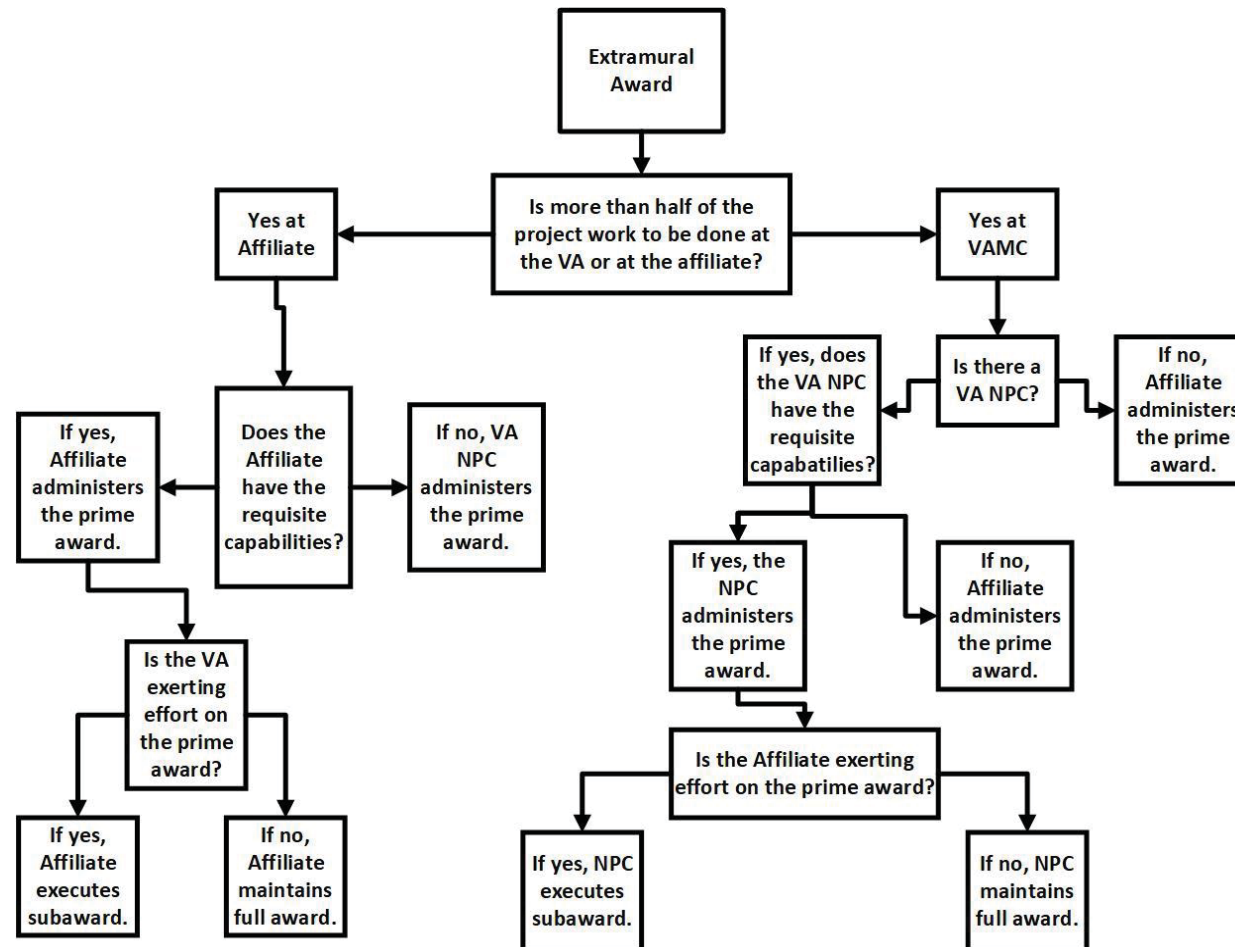 Extramural
Award
Is more than half of the
project work to be done at
the VA or at the affiliate?
Yes at
Affiliate
Yes at
VAMC
Does the
Affiliate
have the
requisite
capabilities?
If yes,
Affiliate
administers
the prime
award.
If no, VA
NPC
administers
the prime
award.
Is the VA
exerting
effort on
the prime
award?
If yes,
Affiliate
executes
subaward.
If no,
Affiliate
maintains
full award.
Is there a
VA NPC?
If yes, does
the VA NPC
have the
requisite
capabatilies?
If no,
Affiliate
administers
the prime
award.
If yes, the
NPC
administers
the prime
award.
If no,
Affiliate
administers
the prime
award.
Is the Affiliate exerting
effort on the prime award?
If yes, NPC
executes
subaward.
If no, NPC
maintains
full award.